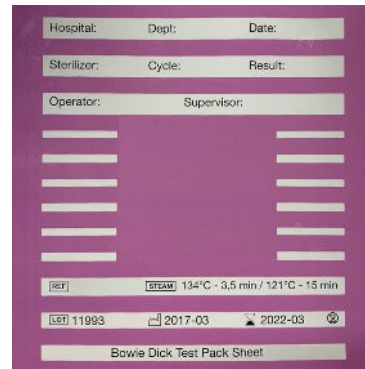 Hospital: Dept: Date:
Sterilizer: Cycle: Result:
Operator: Supervisor:
REF STEAM 134°C - 3,5 min / 121°C - 15 min
LOT 11993 2017-03 2022-03
Bowie Dick Test Pack Sheet